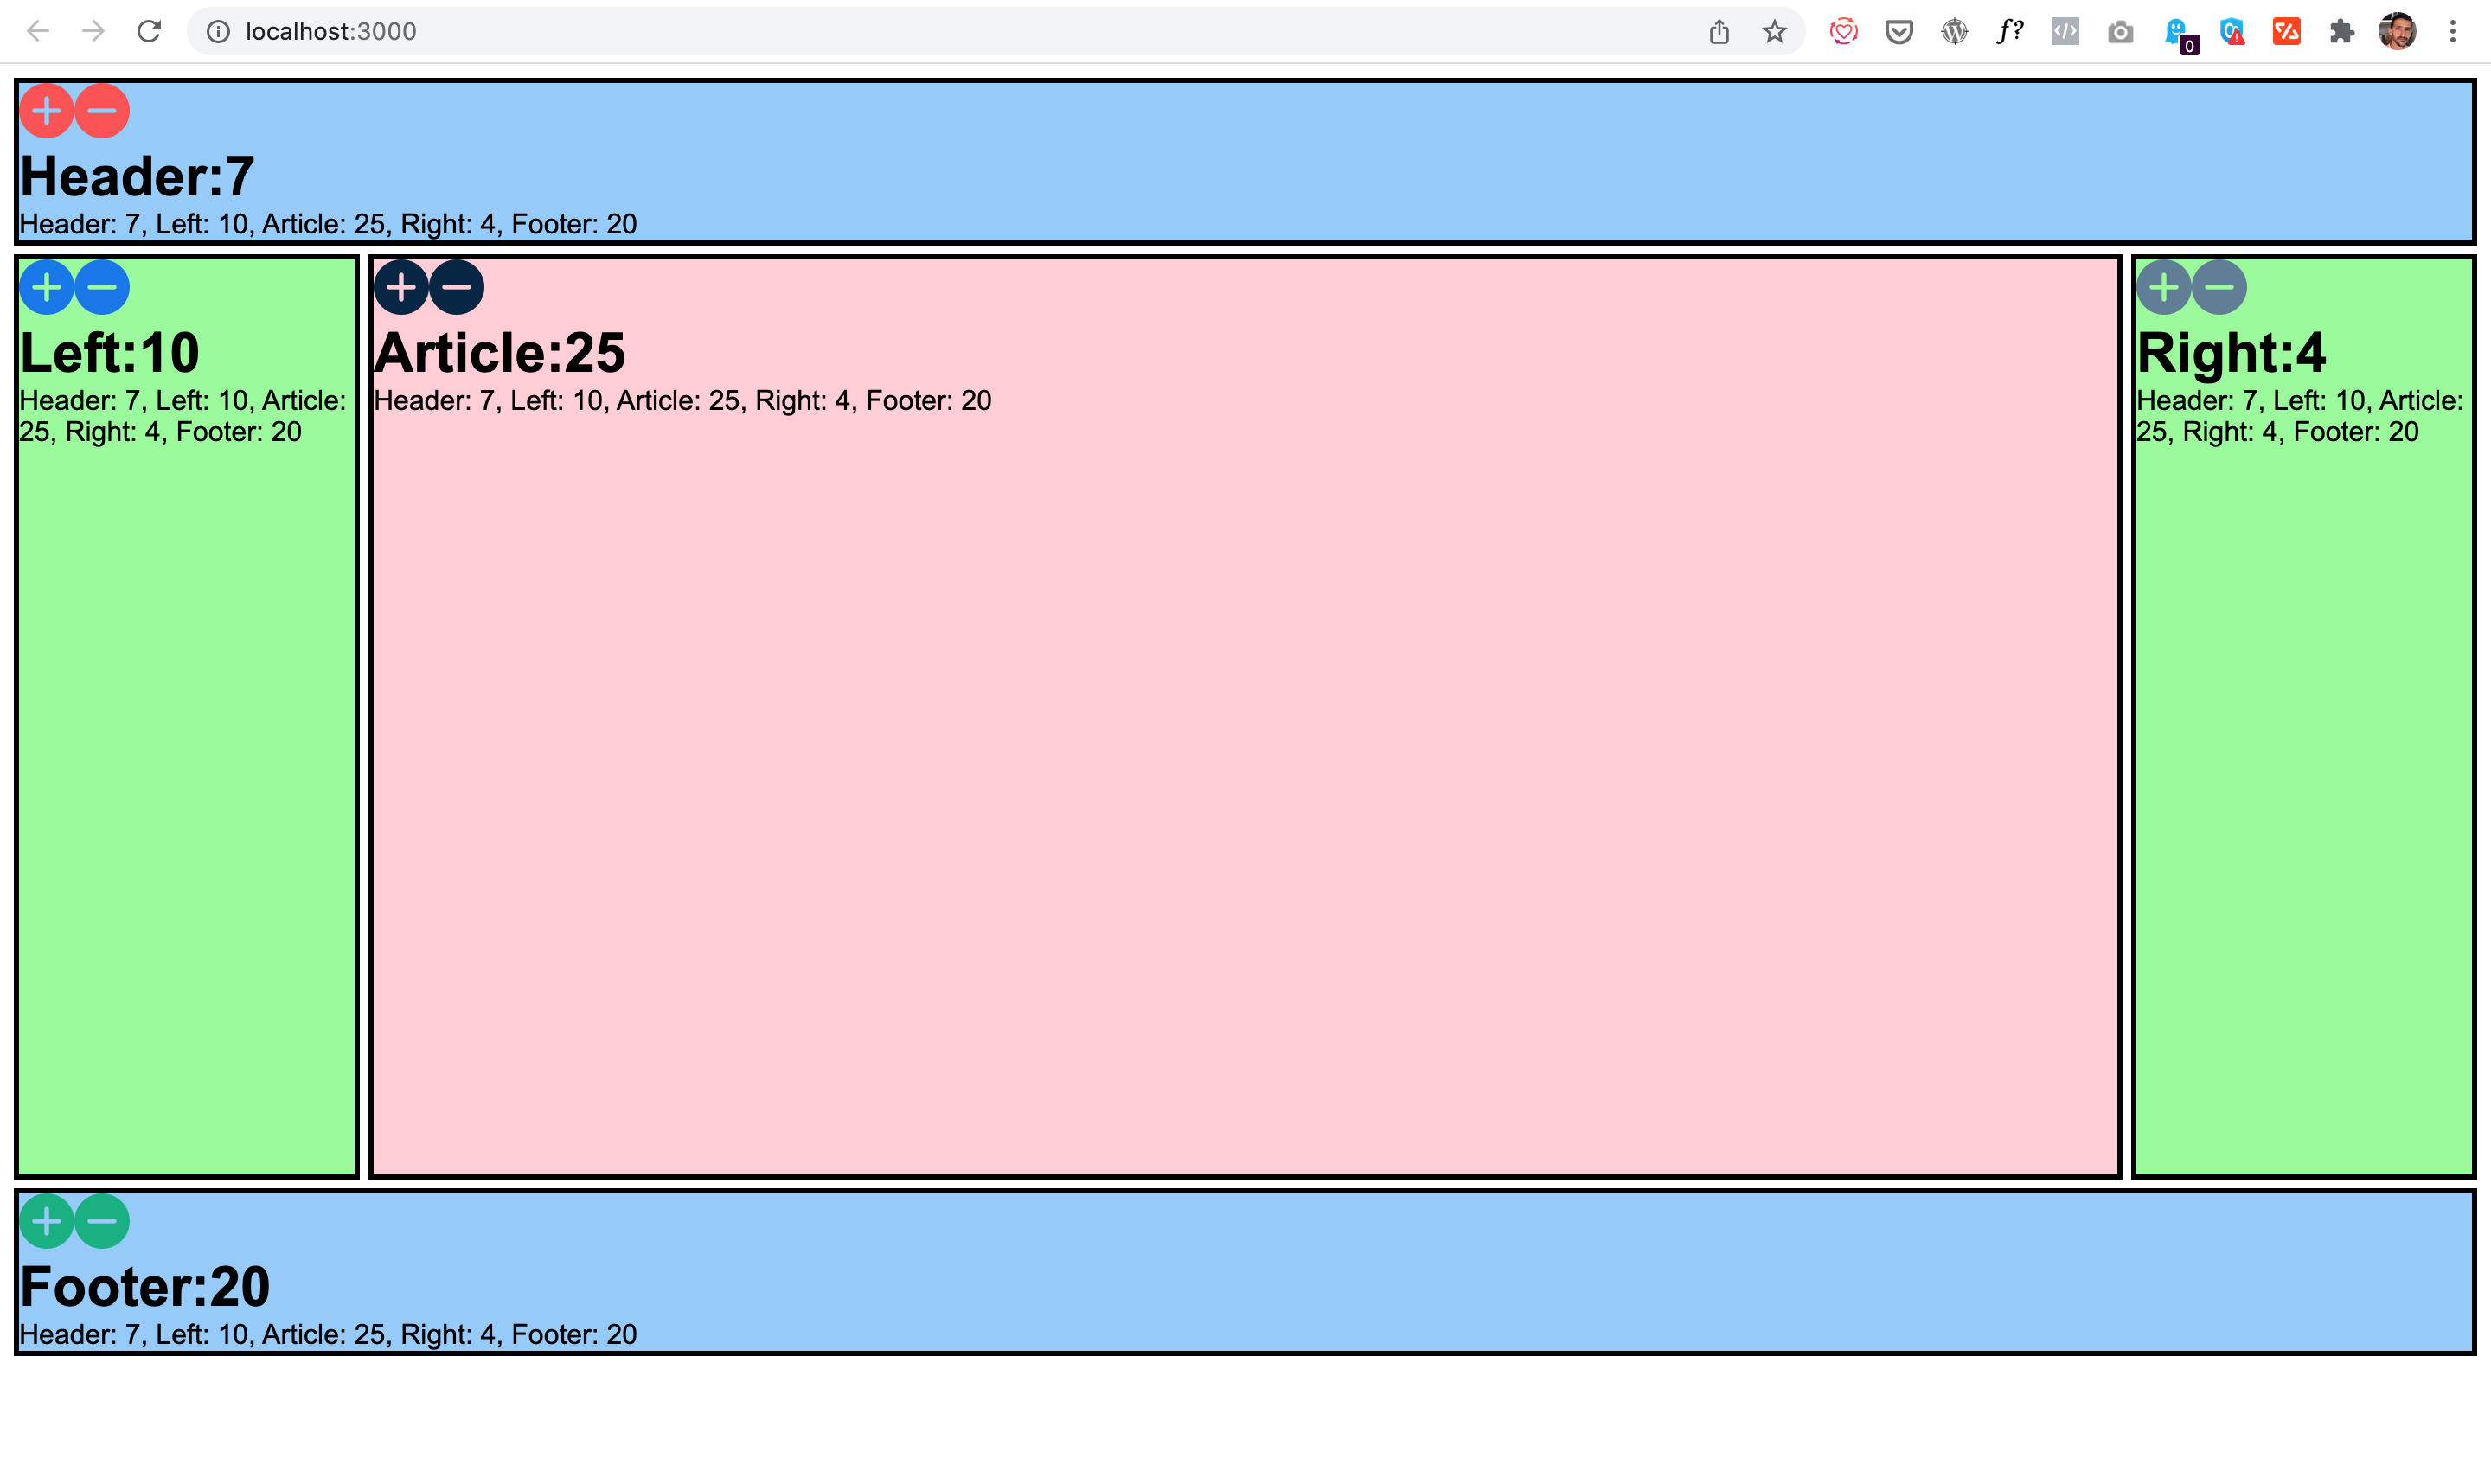 localhost:3000
f?
0
Header:7
Header: 7, Left: 10, Article: 25, Right: 4, Footer: 20
Left:10
Header: 7, Left: 10, Article:
25, Right: 4, Footer: 20
Article:25
Header: 7, Left: 10, Article: 25, Right: 4, Footer: 20
Right:4
Header: 7, Left: 10, Article:
25, Right: 4, Footer: 20
Footer:20
Header: 7, Left: 10, Article: 25, Right: 4, Footer: 20